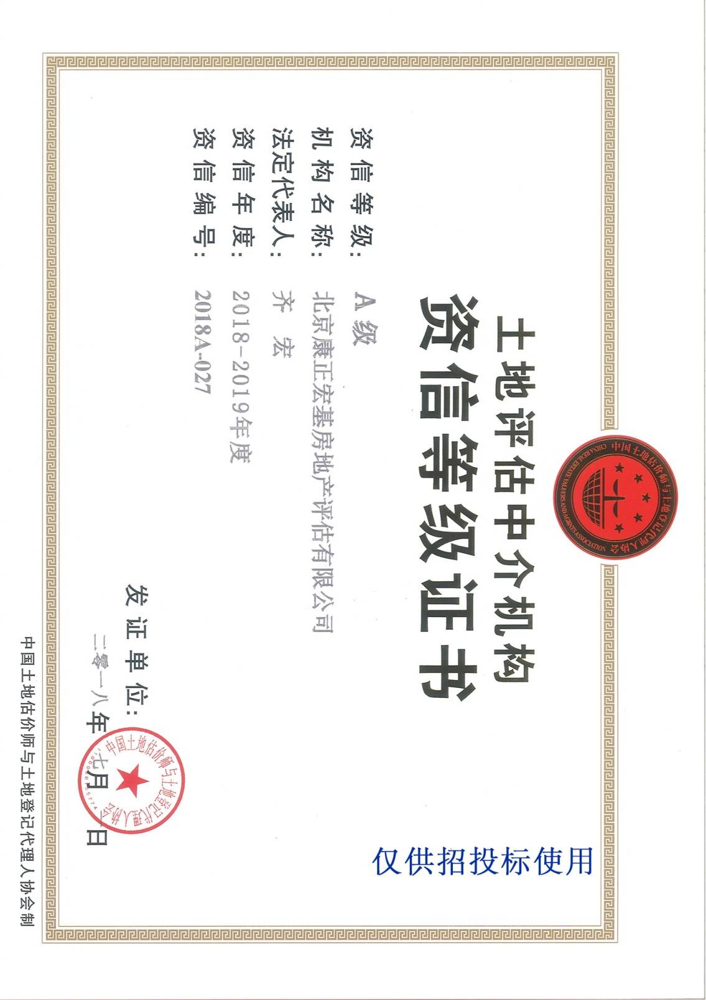 中国土地估价师与土地登记代理人协会
CHINA REAL ESTATE VALUERS AND AGENTS ASSOCIATION
土地评估中介机构
资信等级证书
资信等级：A级
机构名称：北京康正宏基房地产评估有限公司
法定代表人：齐宏
资信年度：2018-2019年度
资信编号：2018A-027
发证单位：
中国土地估价师与土地登记代理人协会
二零一八年七月一日
中国土地估价师与土地登记代理人协会制
仅供招投标使用